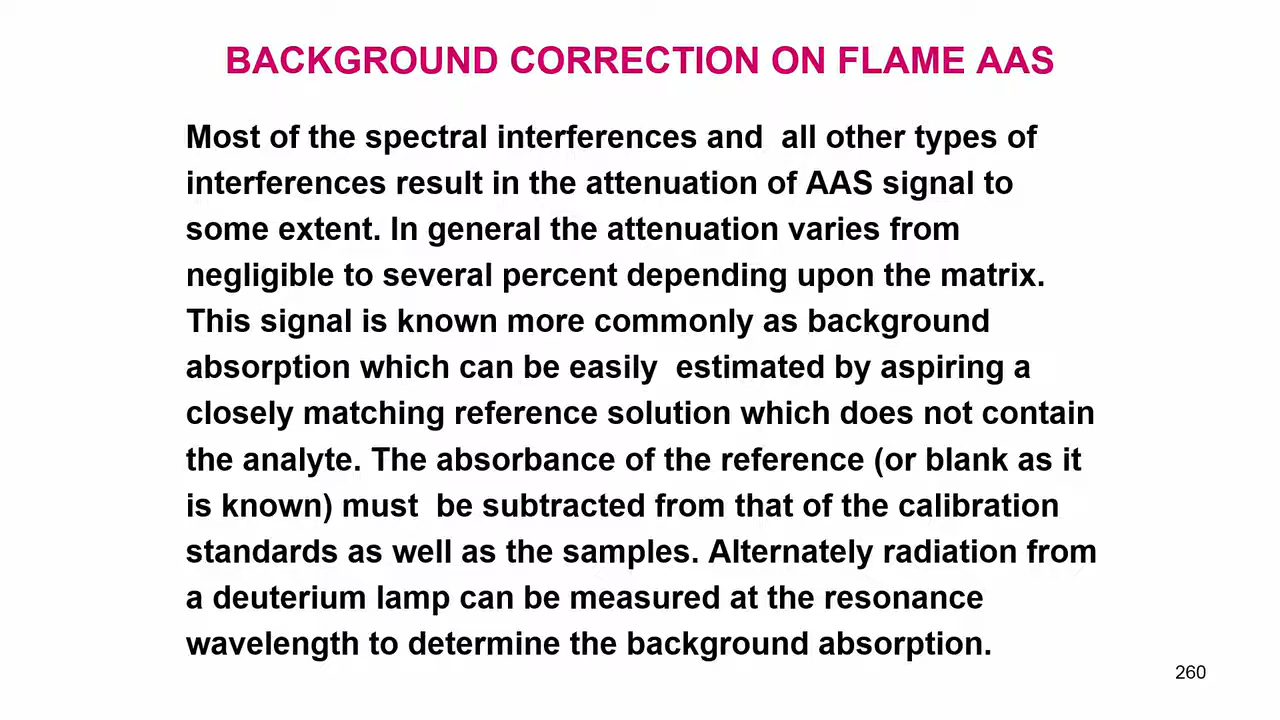 BACKGROUND CORRECTION ON FLAME AAS
Most of the spectral interferences and  all other types of
interferences result in the attenuation of AAS signal to
some extent. In general the attenuation varies from
negligible to several percent depending upon the matrix.
This signal is known more commonly as background
absorption which can be easily  estimated by aspiring a
closely matching reference solution which does not contain
the analyte. The absorbance of the reference (or blank as it
is known) must  be subtracted from that of the calibration
standards as well as the samples. Alternately radiation from
a deuterium lamp can be measured at the resonance
wavelength to determine the background absorption.
260